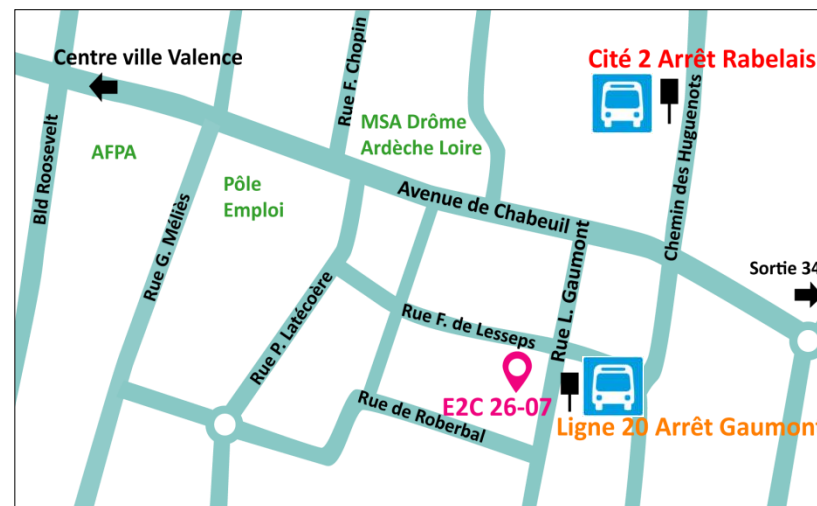 Centre ville Valence
Cité 2 Arrêt Rabelais
Rue F. Chopin
MSA Drôme
Ardèche Loire
AFPA
Bld Roosevelt
Pôle
Emploi
Rue G. Méliès
Avenue de Chabeuil
Chemin des Huguenots
Sortie 34
Rue L. Gaumont
Rue P. Latécoère
Rue F. de Lesseps
E2C 26-07
Rue de Roberbal
Ligne 20 Arrêt Gaumont